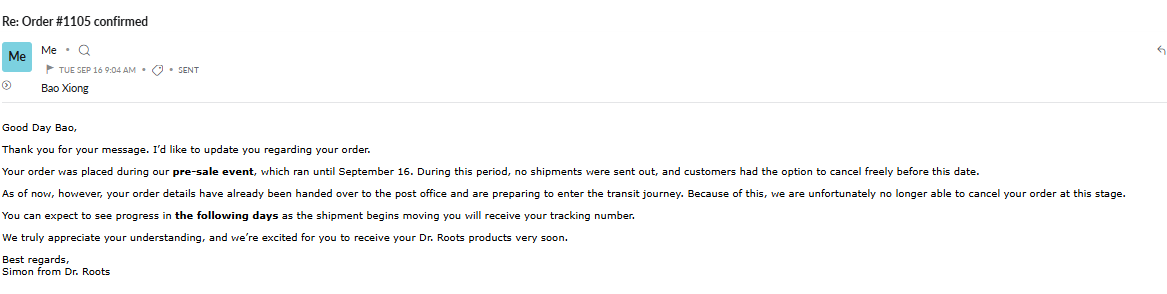 Re: Order #1105 confirmed
Me
Me •
TUE SEP 16 9:04 AM • • SENT
Bao Xiong
Good Day Bao,
Thank you for your message. I’d like to update you regarding your order.
Your order was placed during our pre-sale event, which ran until September 16. During this period, no shipments were sent out, and customers had the option to cancel freely before this date.
As of now, however, your order details have already been handed over to the post office and are preparing to enter the transit journey. Because of this, we are unfortunately no longer able to cancel your order at this stage.
You can expect to see progress in the following days as the shipment begins moving you will receive your tracking number.
We truly appreciate your understanding, and we’re excited for you to receive your Dr. Roots products very soon.
Best regards,
Simon from Dr. Roots